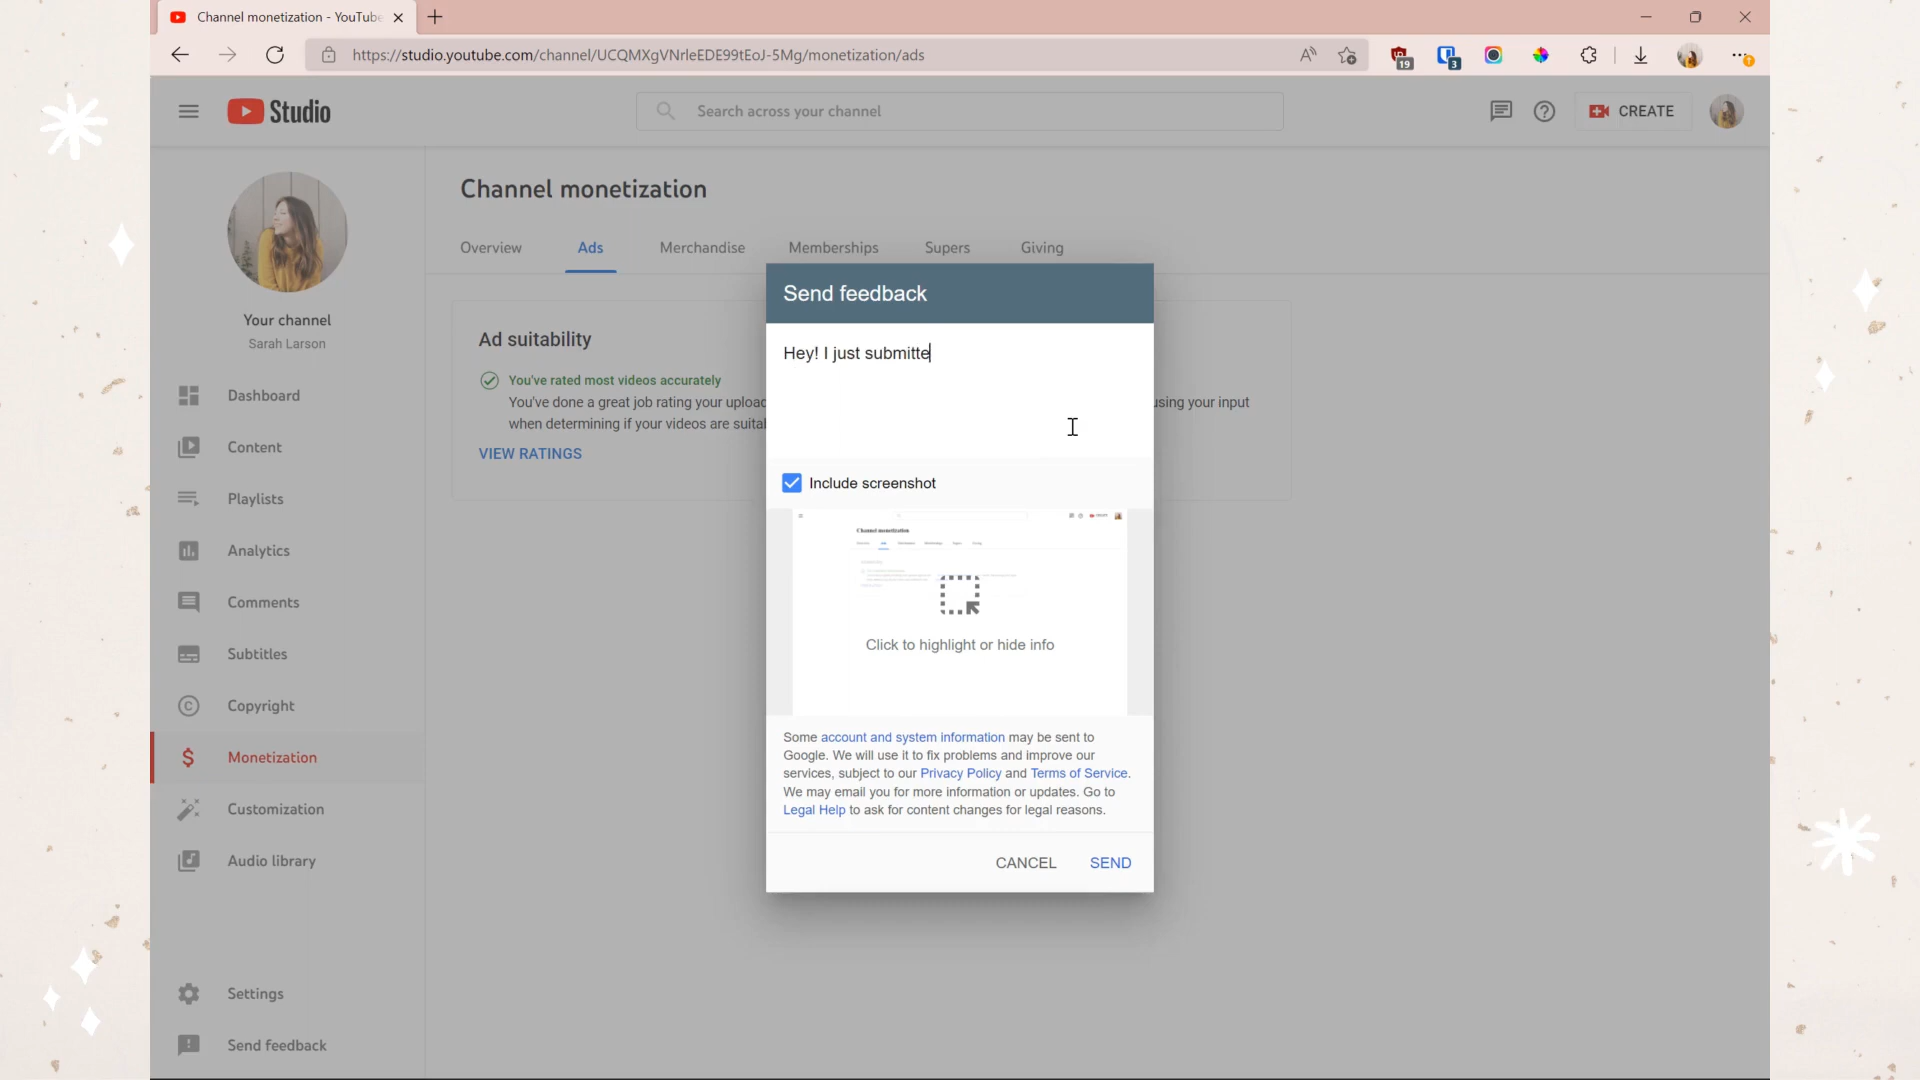 Channel monetization - YouTube
https://studio.youtube.com/channel/UCQMXgVNrleEDE99tEoJ-5Mg/monetization/ads
19
3
Studio
Search across your channel
CREATE
Your channel
Sarah Larson
Dashboard
Content
Playlists
Analytics
Comments
Subtitles
Copyright
Monetization
Customization
Audio library
Settings
Send feedback
Channel monetization
Overview Ads Merchandise Memberships Supers Giving
Ad suitability
You've rated most videos accurately
You've done a great job rating your using your input
when determining if your videos are
VIEW RATINGS
Send feedback
Hey! I just submitte
Include screenshot
Channel monetization
Click to highlight or hide info
Some account and system information may be sent to
Google. We will use it to fix problems and improve our
services, subject to our Privacy Policy and Terms of Service.
We may email you for more information or updates. Go to
Legal Help to ask for content changes for legal reasons.
CANCEL SEND